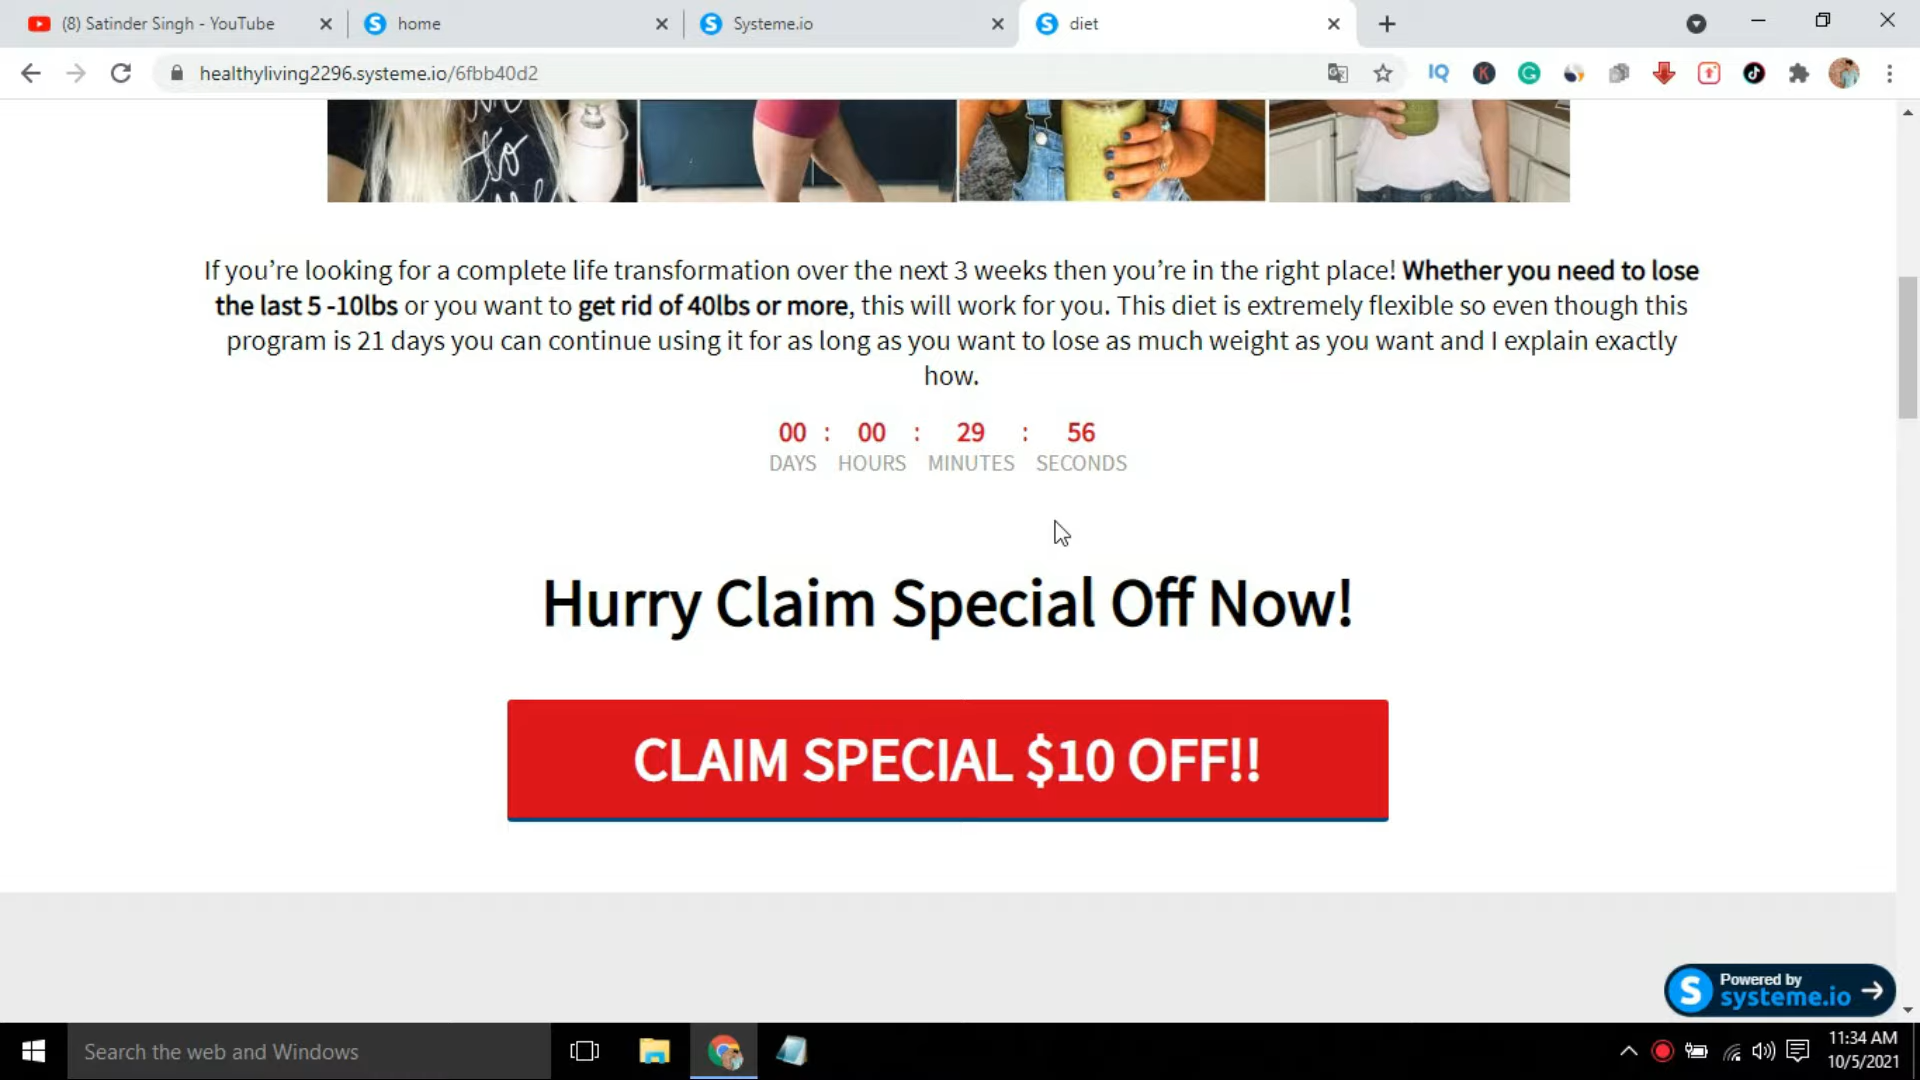 (8) Satinder Singh - YouTube
home
Systeme.io
diet
healthyliving2296.systeme.io/6fbb40d2
IQ
to
If you’re looking for a complete life transformation over the next 3 weeks then you’re in the right place! Whether you need to lose
the last 5 -10lbs or you want to get rid of 40lbs or more, this will work for you. This diet is extremely flexible so even though this
program is 21 days you can continue using it for as long as you want to lose as much weight as you want and I explain exactly
how.
00 : 00 : 29 : 56
DAYS HOURS MINUTES SECONDS
Hurry Claim Special Off Now!
CLAIM SPECIAL $10 OFF!!
Powered by
systeme.io
Search the web and Windows
11:34 AM
10/5/2021